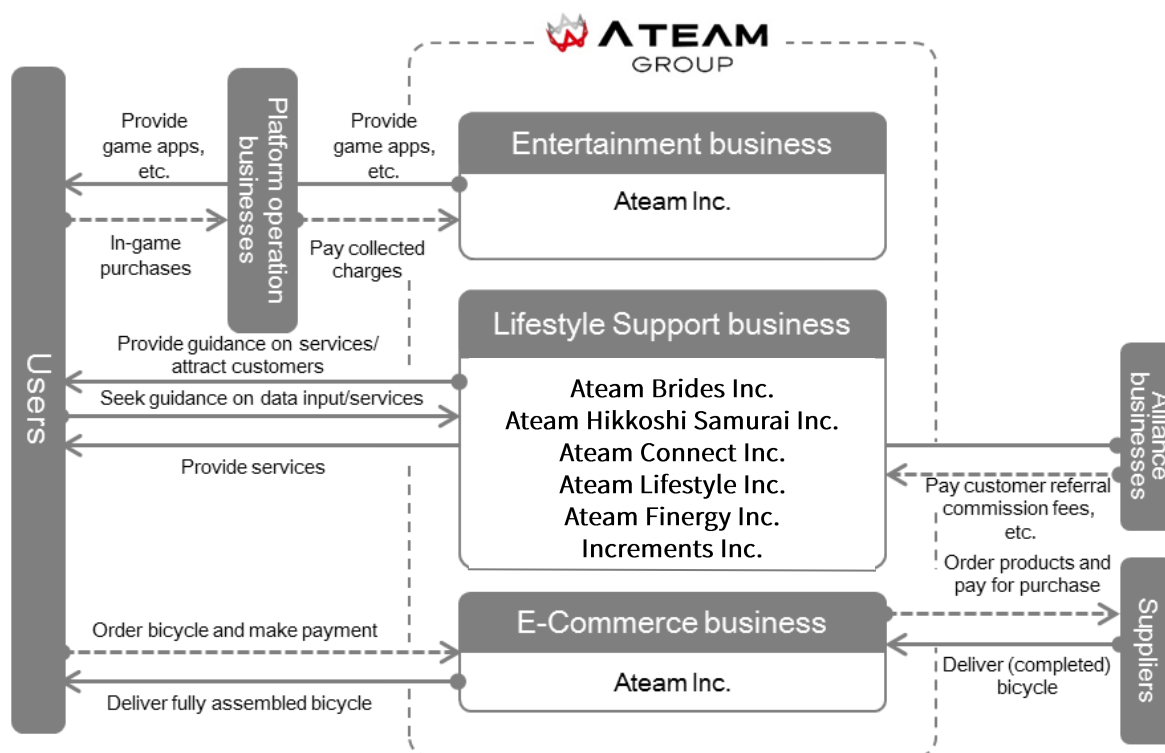 ATEAM
GROUP
Users
Platform operation
businesses
Provide
game apps,
etc.
Provide
game apps,
etc.
In-game
purchases
Pay collected
charges
Entertainment business
Ateam Inc.
Lifestyle Support business
Ateam Brides Inc.
Ateam Hikkoshi Samurai Inc.
Ateam Connect Inc.
Ateam Lifestyle Inc.
Ateam Finergy Inc.
Increments Inc.
Provide guidance on services/
attract customers
Seek guidance on data input/services
Provide services
Alliance
businesses
Pay customer referral
commission fees,
etc.
Order products and
pay for purchase
E-Commerce business
Ateam Inc.
Order bicycle and make payment
Deliver fully assembled bicycle
Deliver (completed)
bicycle
Suppliers